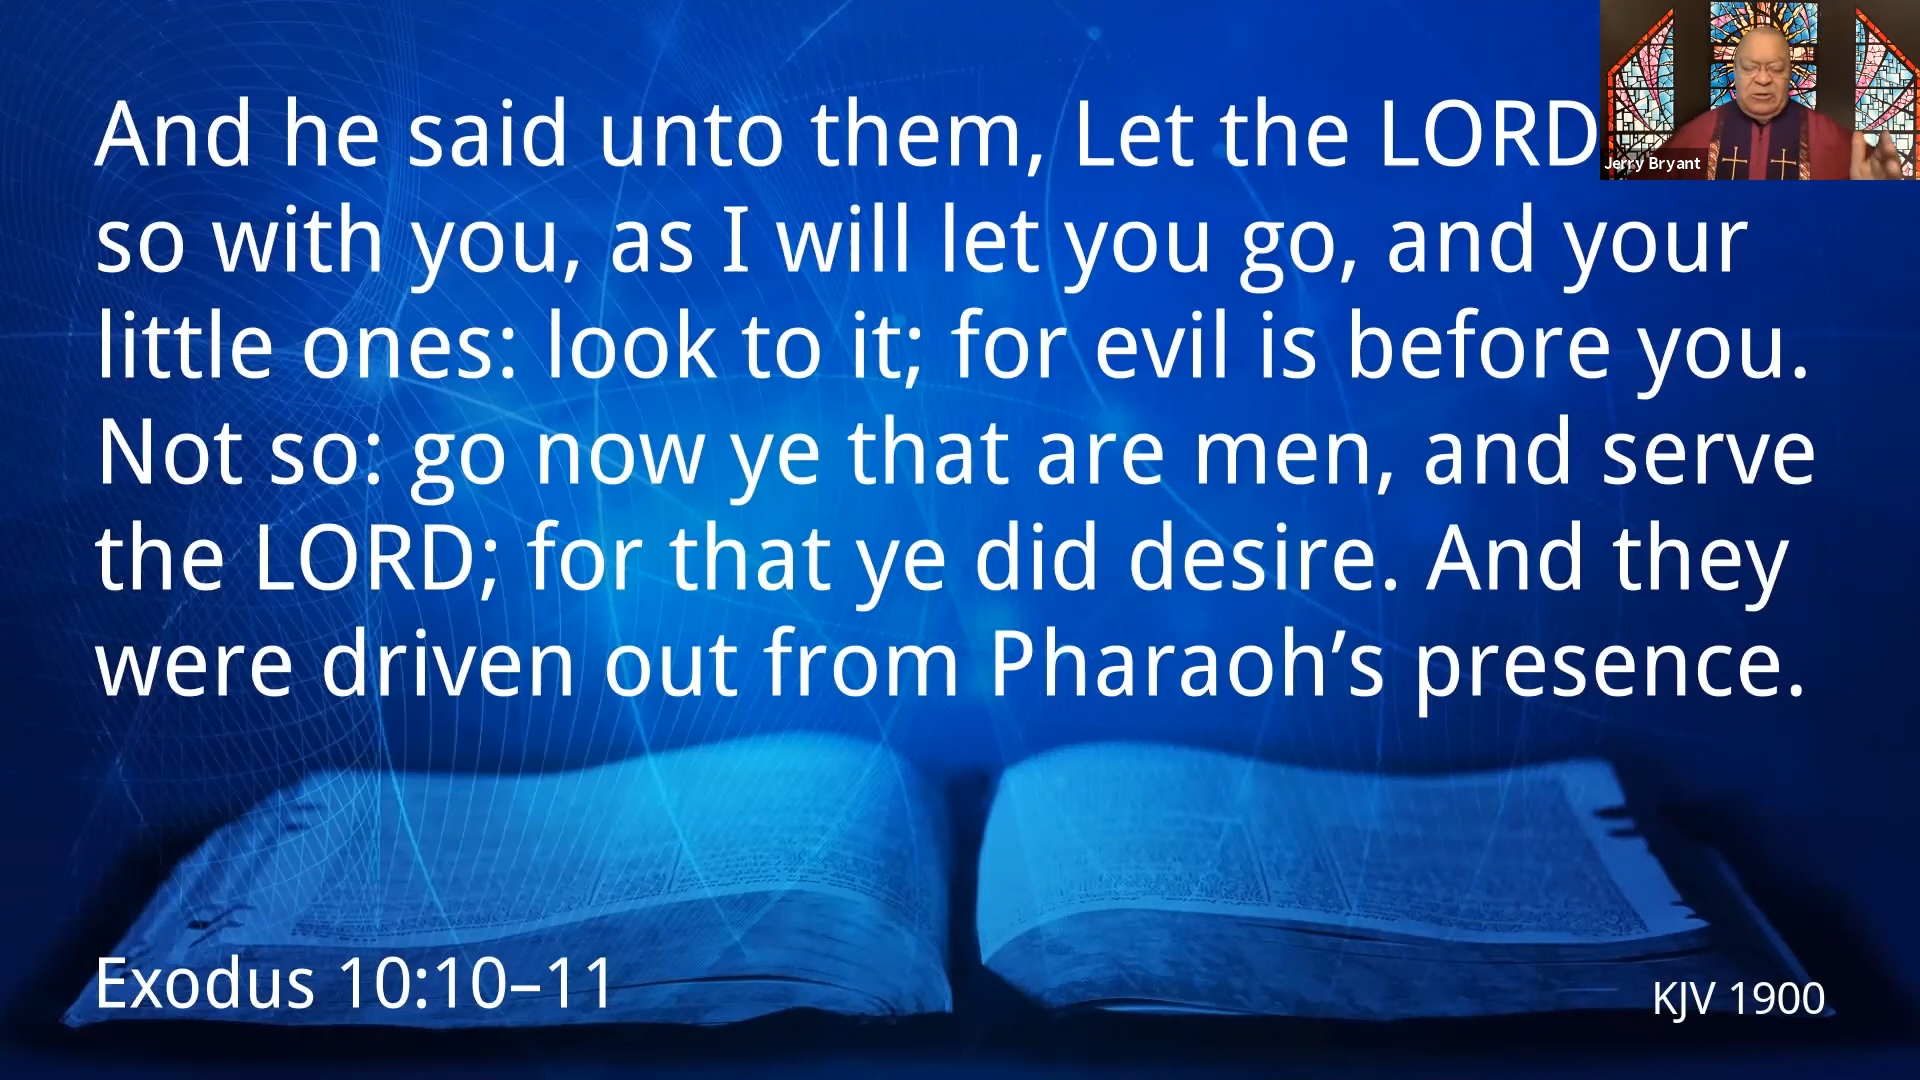 And he said unto them, Let the LORD
so with you, as I will let you go, and your
little ones: look to it; for evil is before you.
Not so: go now ye that are men, and serve
the LORD; for that ye did desire. And they
were driven out from Pharaoh’s presence.
Exodus 10:10–11
KJV 1900
Jerry Bryant